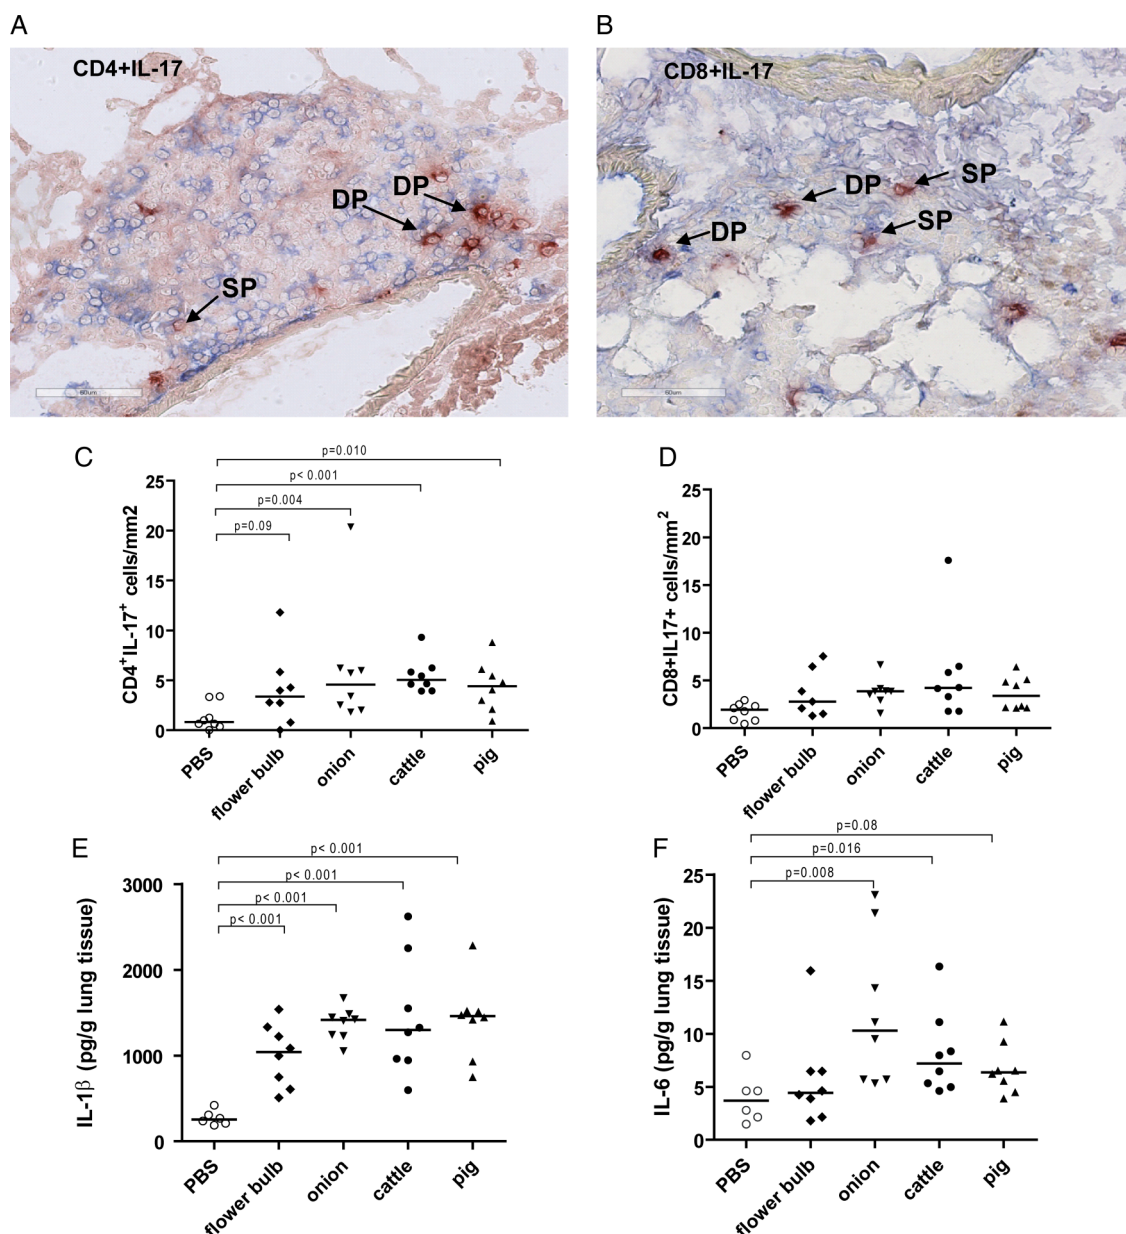 A
B
CD4+IL-17
CD8+IL-17
DP
DP
SP
60um
DP
SP
SP
DP
60um
C
p=0.010
p< 0.001
p=0.004
p=0.09
CD4+IL-17+ cells/mm2
25
20
15
10
5
0
PBS
flower bulb
onion
cattle
pig
D
CD8+IL17+ cells/mm2
25
20
15
10
5
0
PBS
flower bulb
onion
cattle
pig
E
p< 0.001
p< 0.001
p< 0.001
p< 0.001
IL-1β (pg/g lung tissue)
3000
2000
1000
0
PBS
flower bulb
onion
cattle
pig
F
p=0.08
p=0.016
p=0.008
IL-6 (pg/g lung tissue)
25
20
15
10
5
0
PBS
flower bulb
onion
cattle
pig